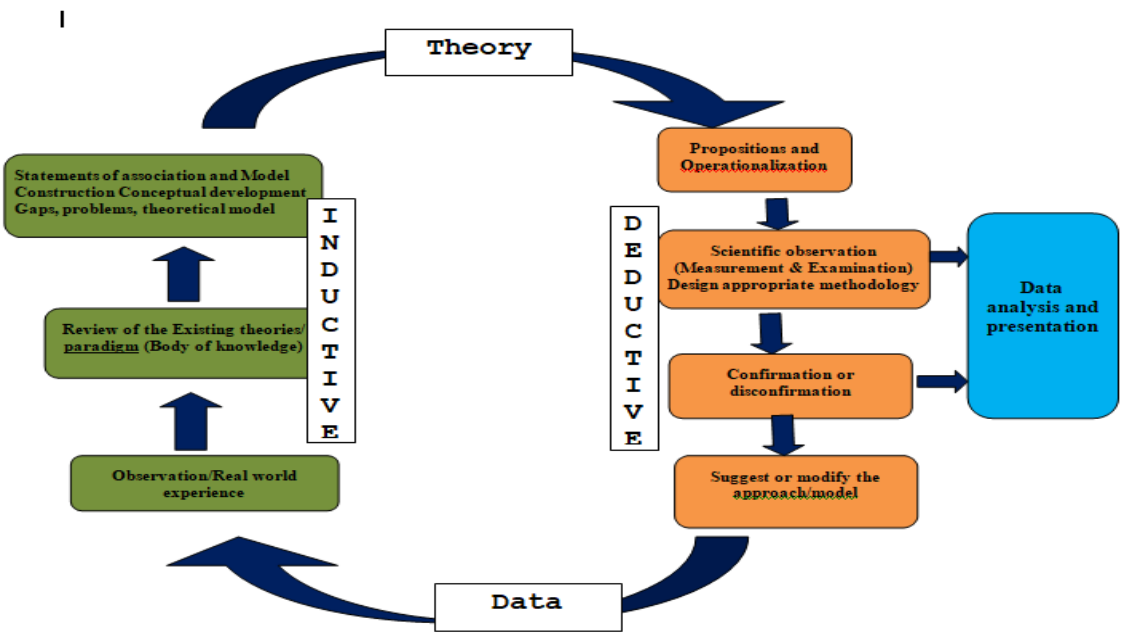 I
Theory
Propositions and
Operationalization
Statements of association and Model
Construction Conceptual development
Gaps, problems, theoretical model
I
N
D
U
C
T
I
V
E
D
E
D
U
C
T
I
V
E
Scientific observation
(Measurement & Examination)
Design appropriate methodology
Data
analysis and
presentation
Review of the Existing theories/
paradigm (Body of knowledge)
Confirmation or
disconfirmation
Observation/Real world
experience
Suggest or modify the
approach/model
Data